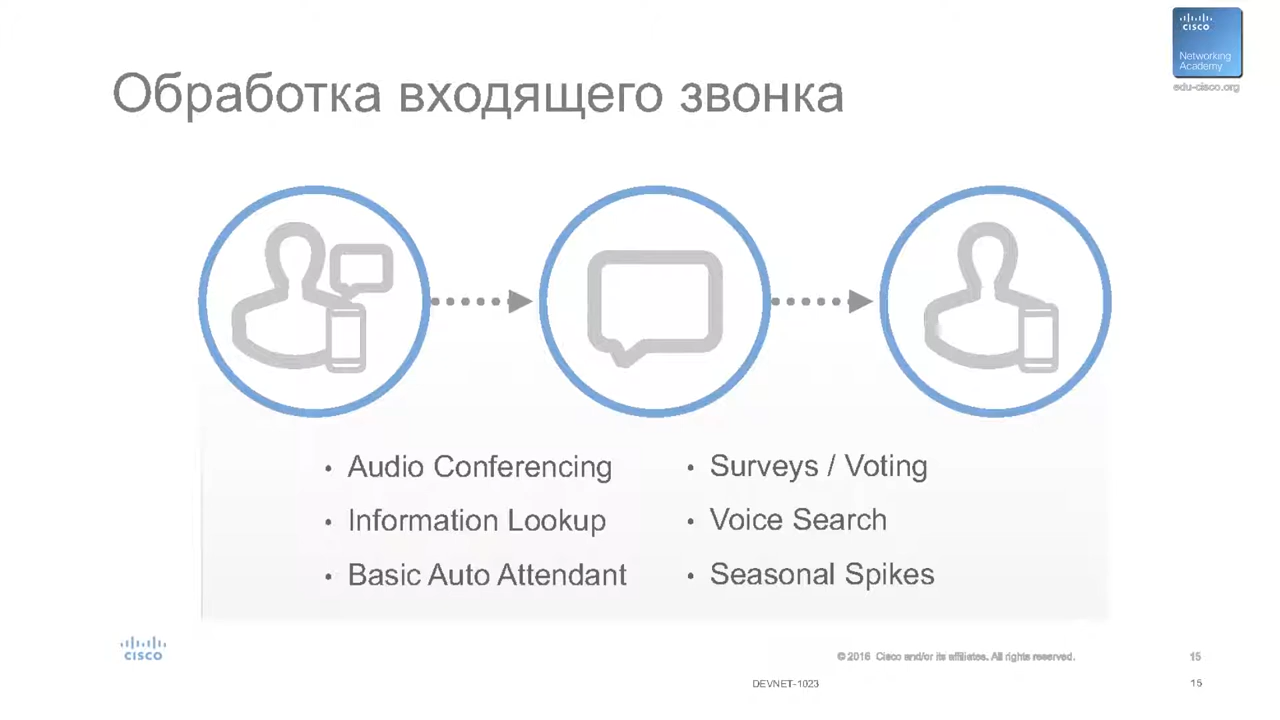 CISCO
Networking
Academy
edu-cisco.org
Обработка входящего звонка
• Audio Conferencing
• Information Lookup
• Basic Auto Attendant
• Surveys / Voting
• Voice Search
• Seasonal Spikes
CISCO
© 2016 Cisco and/or its affiliates. All rights reserved.
15
DEVNET-1023
15